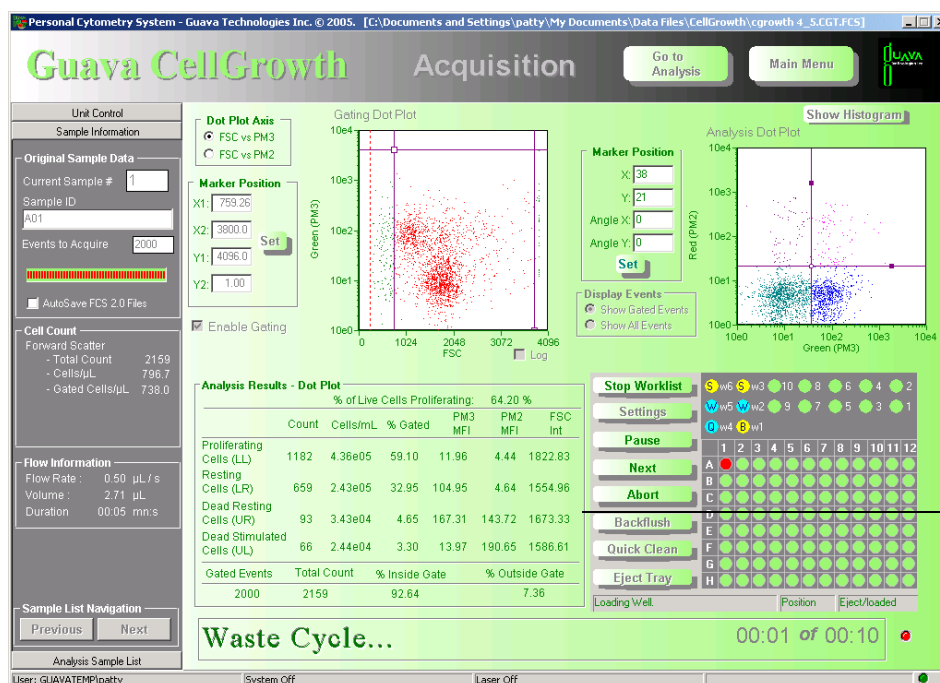 Personal Cytometry System - Guava Technologies Inc. © 2005. [C:\Documents and Settings\patty\My Documents\Data Files\CellGrowth\cgrowth 4_5.CGT.FCS]
Guava CellGrowth
Acquisition
Go to Analysis
Main Menu
GUAVA
Unit Control
Sample Information
Original Sample Data
Current Sample # 1
Sample ID
A01
Events to Acquire 2000
AutoSave FCS 2.0 Files
Cell Count
Forward Scatter
- Total Count 2159
- Cells/µL 796.7
- Gated Cells/µL 738.0
Flow Information
Flow Rate : 0.50 µL/s
Volume : 2.71 µL
Duration 00:05 mn:s
Sample List Navigation
Previous Next
Analysis Sample List
Dot Plot Axis
FSC vs PM3
FSC vs PM2
Marker Position
X1: 759.26
X2: 3800.0
Y1: 4096.0
Y2: 1.00
Set
Enable Gating
Gating Dot Plot
10e4
10e3
10e2
10e1
10e0
Green (PM3)
0 1024 2048 3072 4096
FSC
Log
Marker Position
X: 38
Y: 21
Angle X: 0
Angle Y: 0
Set
Display Events
Show Gated Events
Show All Events
Show Histogram
Analysis Dot Plot
10e4
10e3
10e2
10e1
10e0
Red (PM2)
10e0 10e1 10e2 10e3 10e4
Green (PM3)
Analysis Results - Dot Plot
% of Live Cells Proliferating: 64.20 %
Count Cells/mL % Gated PM3 MFI PM2 MFI FSC Int
Proliferating Cells (LL) 1182 4.36e05 59.10 11.96 4.44 1822.83
Resting Cells (LR) 659 2.43e05 32.95 104.95 4.64 1554.96
Dead Resting Cells (UR) 93 3.43e04 4.65 167.31 143.72 1673.33
Dead Stimulated Cells (UL) 66 2.44e04 3.30 13.97 190.65 1586.61
Gated Events Total Count % Inside Gate % Outside Gate
2000 2159 92.64 7.36
Stop Worklist
Settings
Pause
Next
Abort
Backflush
Quick Clean
Eject Tray
S w6 S w3 10 8 6 4 2
W w5 W w2 9 7 5 3 1
Q w4 B w1
1 2 3 4 5 6 7 8 9 10 11 12
A
B
C
D
E
F
G
H
Loading Well. Position Eject/loaded
Waste Cycle... 00:01 of 00:10
User: GUAVATEMP\patty System Off Laser Off